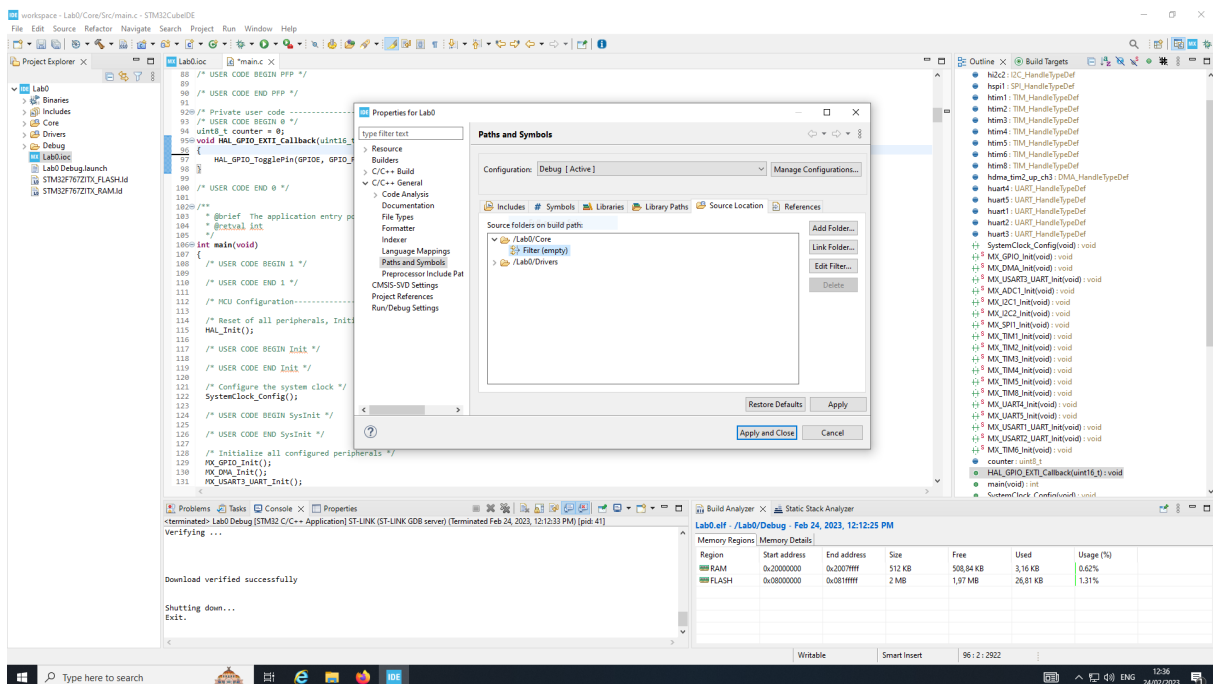 workspace - Lab0/Core/Src/main.c - STM32CubeIDE
File Edit Source Refactor Navigate Search Project Run Window Help
Project Explorer
Lab0
Binaries
Includes
Core
Drivers
Debug
Lab0.ioc
Lab0 Debug.launch
STM32F767ZITX_FLASH.ld
STM32F767ZITX_RAM.ld
Lab0.ioc *main.c
88 /* USER CODE BEGIN PFP */
89
90 /* USER CODE END PFP */
91
92 /* Private user code ----------------
93 /* USER CODE BEGIN 0 */
94 uint8_t counter = 0;
95 void HAL_GPIO_EXTI_Callback(uint16_t
96 {
97 HAL_GPIO_TogglePin(GPIOE, GPIO_P
98 }
99
100 /* USER CODE END 0 */
101
102 /**
103 * @brief The application entry po
104 * @retval int
105 */
106 int main(void)
107 {
108 /* USER CODE BEGIN 1 */
109
110 /* USER CODE END 1 */
111
112 /* MCU Configuration---------------
113
114 /* Reset of all peripherals, Initi
115 HAL_Init();
116
117 /* USER CODE BEGIN Init */
118
119 /* USER CODE END Init */
120
121 /* Configure the system clock */
122 SystemClock_Config();
123
124 /* USER CODE BEGIN SysInit */
125
126 /* USER CODE END SysInit */
127
128 /* Initialize all configured peripherals */
129 MX_GPIO_Init();
130 MX_DMA_Init();
131 MX_USART3_UART_Init();
IDE Properties for Lab0
type filter text
Resource
Builders
C/C++ Build
C/C++ General
Code Analysis
Documentation
File Types
Formatter
Indexer
Language Mappings
Paths and Symbols
Preprocessor Include Pat
CMSIS-SVD Settings
Project References
Run/Debug Settings
Paths and Symbols
Configuration: Debug [ Active ] Manage Configurations...
Includes # Symbols Libraries Library Paths Source Location References
Source folders on build path:
/Lab0/Core
Filter (empty)
/Lab0/Drivers
Add Folder...
Link Folder...
Edit Filter...
Delete
Restore Defaults Apply
Apply and Close Cancel
Outline Build Targets
hi2c2 : I2C_HandleTypeDef
hspi1 : SPI_HandleTypeDef
htim1 : TIM_HandleTypeDef
htim2 : TIM_HandleTypeDef
htim3 : TIM_HandleTypeDef
htim4 : TIM_HandleTypeDef
htim5 : TIM_HandleTypeDef
htim6 : TIM_HandleTypeDef
htim8 : TIM_HandleTypeDef
hdma_tim2_up_ch3 : DMA_HandleTypeDef
huart4 : UART_HandleTypeDef
huart5 : UART_HandleTypeDef
huart1 : UART_HandleTypeDef
huart2 : UART_HandleTypeDef
huart3 : UART_HandleTypeDef
SystemClock_Config(void) : void
MX_GPIO_Init(void) : void
MX_DMA_Init(void) : void
MX_USART3_UART_Init(void) : void
MX_ADC1_Init(void) : void
MX_I2C1_Init(void) : void
MX_I2C2_Init(void) : void
MX_SPI1_Init(void) : void
MX_TIM1_Init(void) : void
MX_TIM2_Init(void) : void
MX_TIM3_Init(void) : void
MX_TIM4_Init(void) : void
MX_TIM5_Init(void) : void
MX_TIM8_Init(void) : void
MX_UART4_Init(void) : void
MX_UART5_Init(void) : void
MX_USART1_UART_Init(void) : void
MX_USART2_UART_Init(void) : void
MX_TIM6_Init(void) : void
counter : uint8_t
HAL_GPIO_EXTI_Callback(uint16_t) : void
main(void) : int
SystemClock_Config(void) : void
Problems Tasks Console Properties
<terminated> Lab0 Debug [STM32 C/C++ Application] ST-LINK (ST-LINK GDB server) (Terminated Feb 24, 2023, 12:12:33 PM) [pid: 41]
Verifying ...
Download verified successfully
Shutting down...
Exit.
Build Analyzer Static Stack Analyzer
Lab0.elf - /Lab0/Debug - Feb 24, 2023, 12:12:25 PM
Memory Regions Memory Details
Region Start address End address Size Free Used Usage (%)
RAM 0x20000000 0x2007ffff 512 KB 508,84 KB 3,16 KB 0.62%
FLASH 0x08000000 0x081fffff 2 MB 1,97 MB 26,81 KB 1.31%
Writable Smart Insert 96 : 2 : 2922
Type here to search
IDE
ENG
12:36
24/02/2023